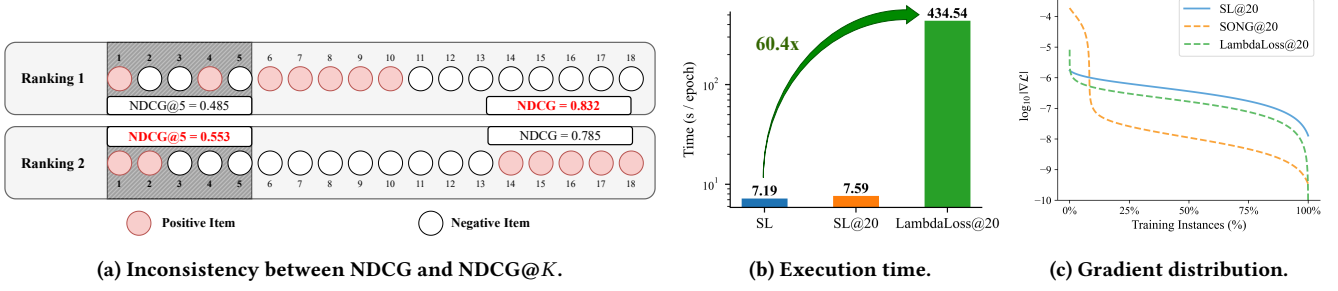 Ranking 1
1 2 3 4 5 6 7 8 9 10 11 12 13 14 15 16 17 18
NDCG@5 = 0.485
NDCG = 0.832
NDCG@5 = 0.553
NDCG = 0.785
Ranking 2
1 2 3 4 5 6 7 8 9 10 11 12 13 14 15 16 17 18
Positive Item
Negative Item
(a) Inconsistency between NDCG and NDCG@K.
Time (s / epoch)
10²
10¹
60.4x
7.19
7.59
434.54
SL
SL@20
LambdaLoss@20
(b) Execution time.
SL@20
SONG@20
LambdaLoss@20
log₁₀|∇ℒ|
−4
−5
−6
−7
−8
−9
−10
0% 25% 50% 75% 100%
Training Instances (%)
(c) Gradient distribution.